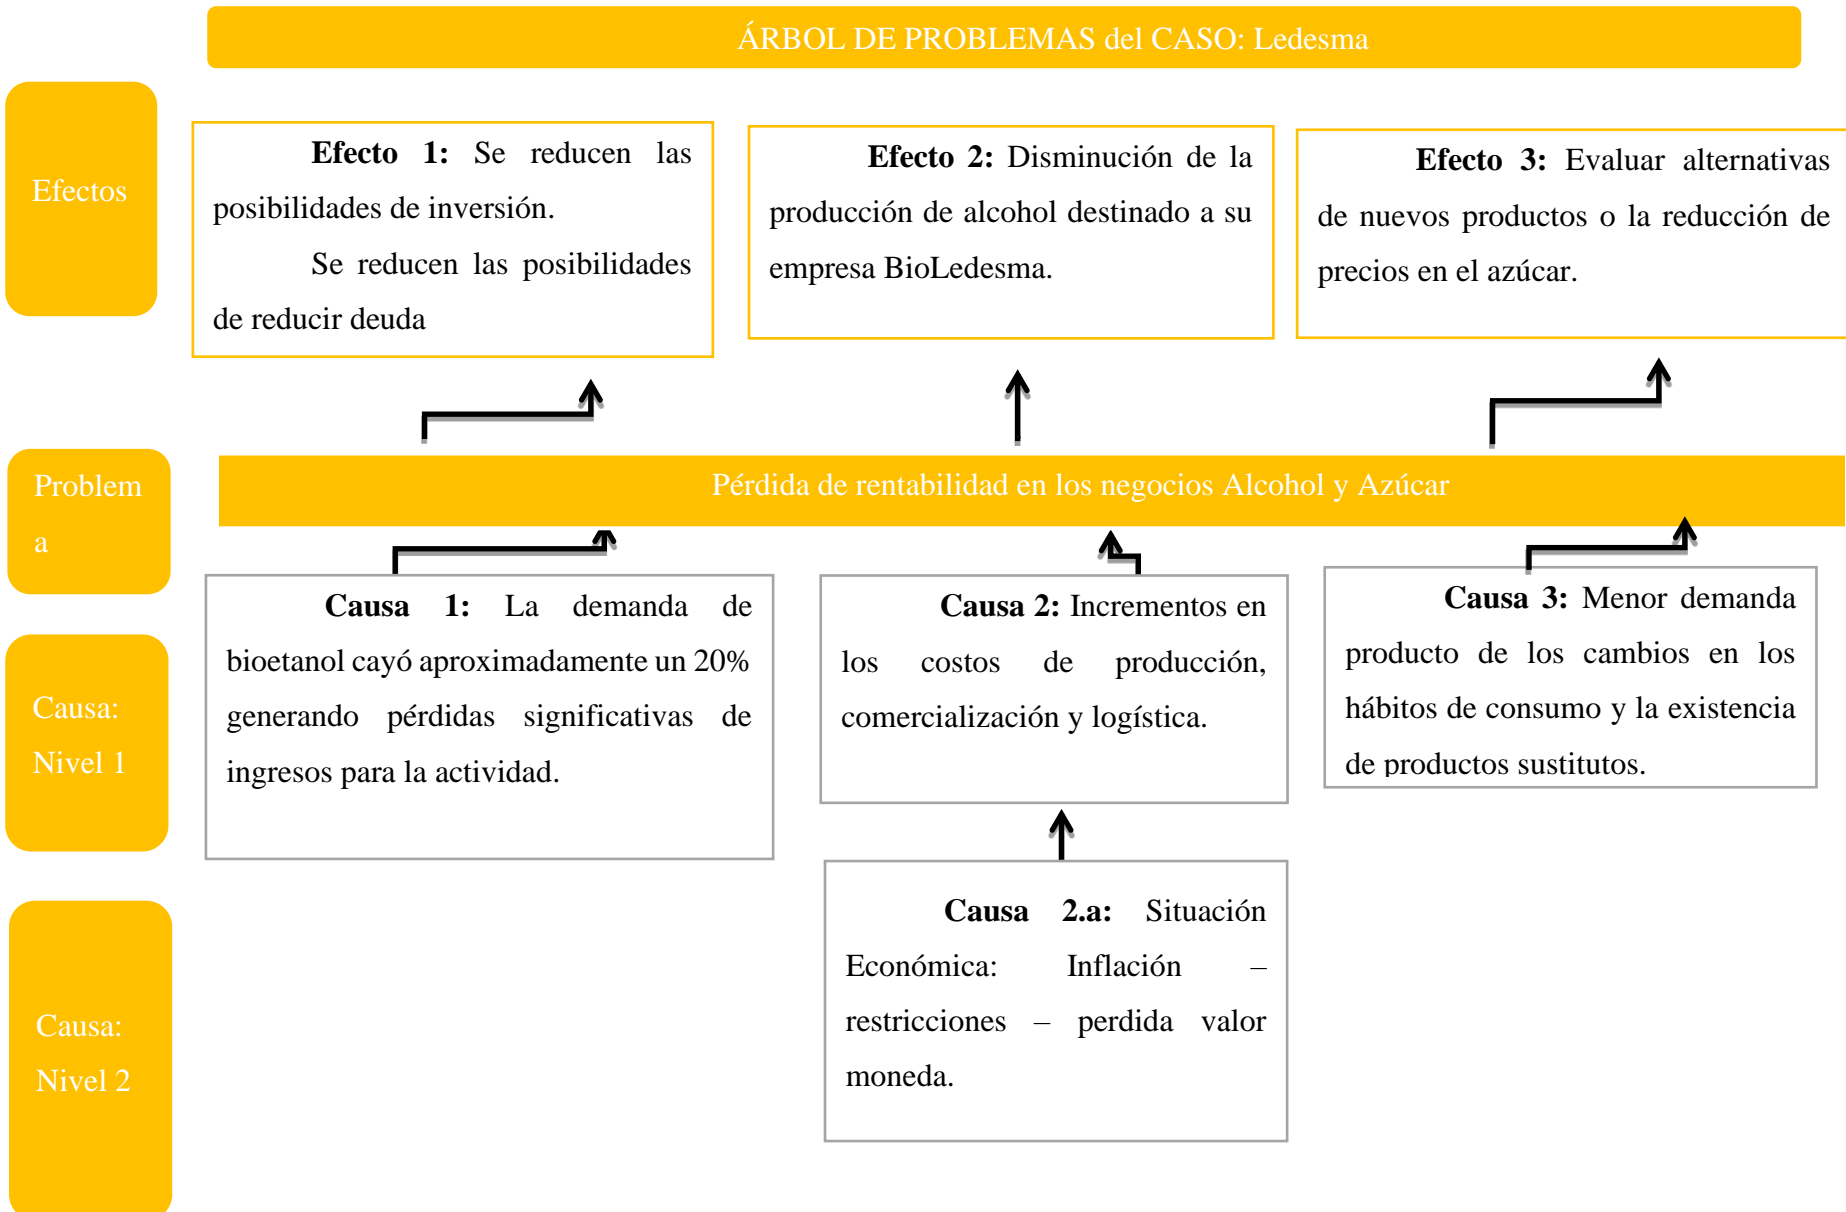 ÁRBOL DE PROBLEMAS del CASO: Ledesma
Efectos
Efecto 1: Se reducen las
posibilidades de inversión.
Se reducen las posibilidades
de reducir deuda
Efecto 2: Disminución de la
producción de alcohol destinado a su
empresa BioLedesma.
Efecto 3: Evaluar alternativas
de nuevos productos o la reducción de
precios en el azúcar.
Problem
a
Pérdida de rentabilidad en los negocios Alcohol y Azúcar
Causa:
Nivel 1
Causa 1: La demanda de
bioetanol cayó aproximadamente un 20%
generando pérdidas significativas de
ingresos para la actividad.
Causa 2: Incrementos en
los costos de producción,
comercialización y logística.
Causa 3: Menor demanda
producto de los cambios en los
hábitos de consumo y la existencia
de productos sustitutos.
Causa:
Nivel 2
Causa 2.a: Situación
Económica: Inflación –
restricciones – perdida valor
moneda.